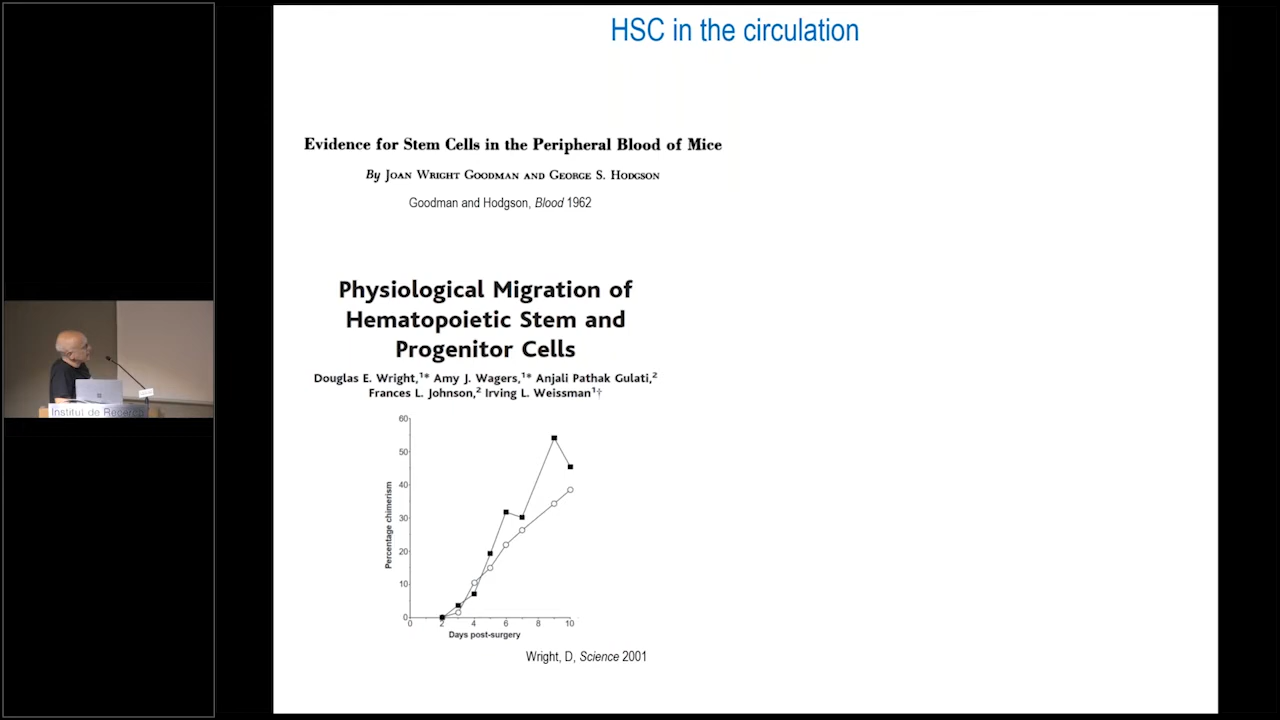 HSC in the circulation
Evidence for Stem Cells in the Peripheral Blood of Mice
By JOAN WRIGHT GOODMAN AND GEORGE S. HODGSON
Goodman and Hodgson, Blood 1962
Physiological Migration of
Hematopoietic Stem and
Progenitor Cells
Douglas E. Wright,¹* Amy J. Wagers,¹* Anjali Pathak Gulati,²
Frances L. Johnson,² Irving L. Weissman¹†
60
50
40
30
20
10
0
Percentage chimerism
0 2 4 6 8 10
Days post-surgery
Wright, D, Science 2001
Institut de Recerch